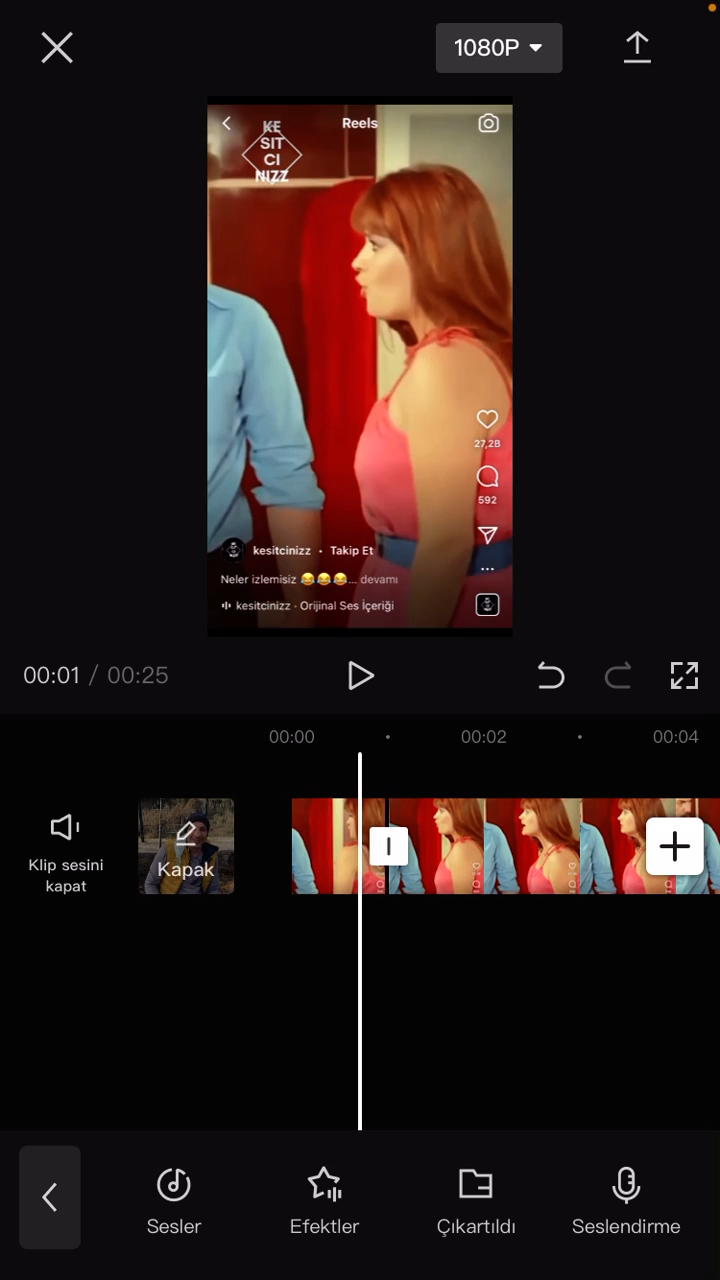 1080P
Reels
KE
SIT
CI
NIZZ
27,2B
592
kesitcinizz • Takip Et
Neler izlemisiz 😂😂😂... devamı
kesitcinizz · Orijinal Ses İçeriği
00:01 / 00:25
00:00
00:02
00:04
Klip sesini
kapat
Kapak
Sesler
Efektler
Çıkartıldı
Seslendirme